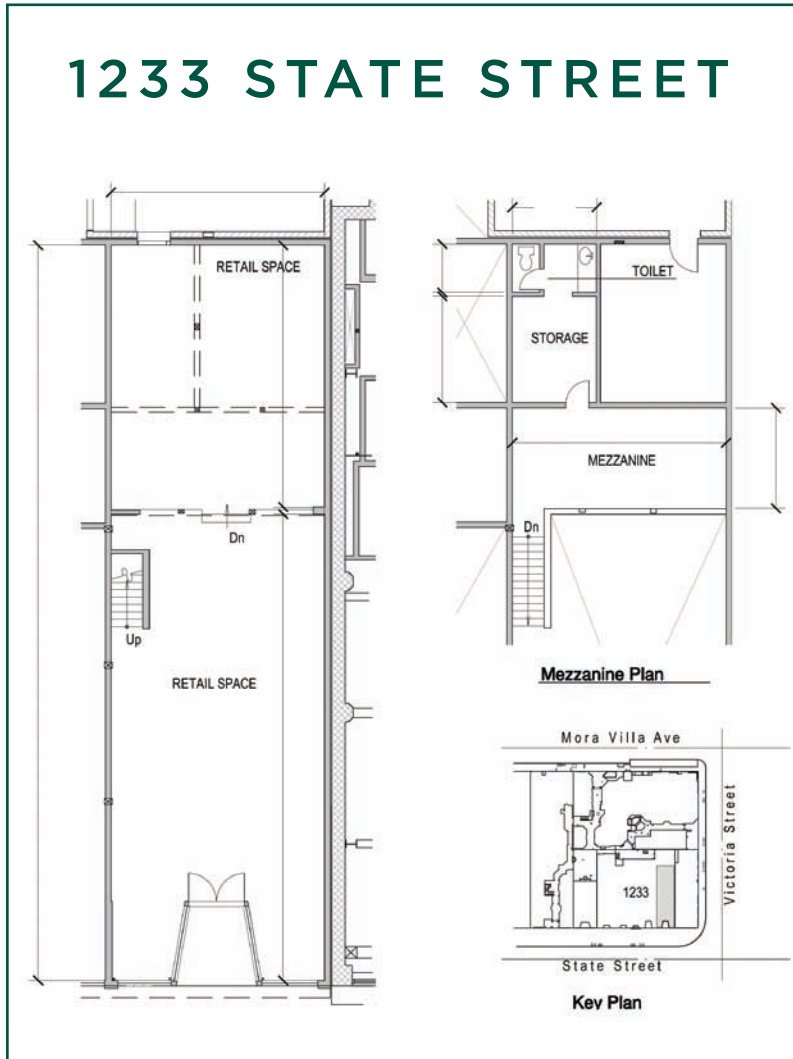 1233 STATE STREET
RETAIL SPACE
Dn
Up
RETAIL SPACE
TOILET
STORAGE
MEZZANINE
Dn
Mezzanine Plan
Mora Villa Ave
Victoria Street
1233
State Street
Key Plan